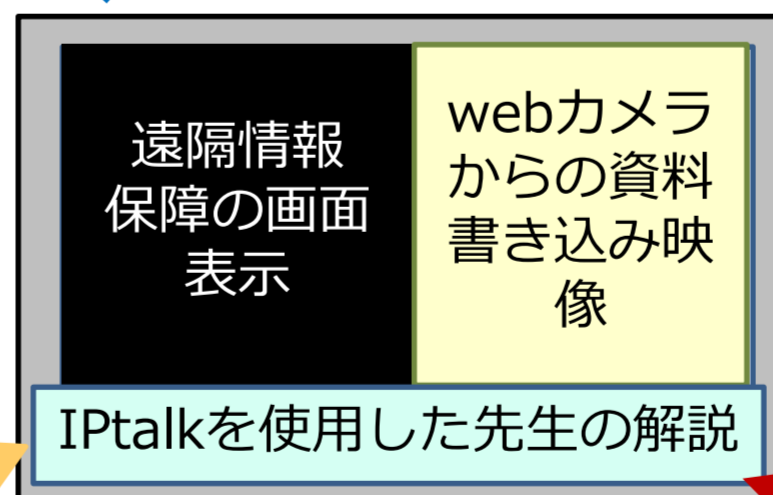 遠隔情報
保障の画面
表示
webカメラ
からの資料
書き込み映
像
IPtalkを使用した先生の解説